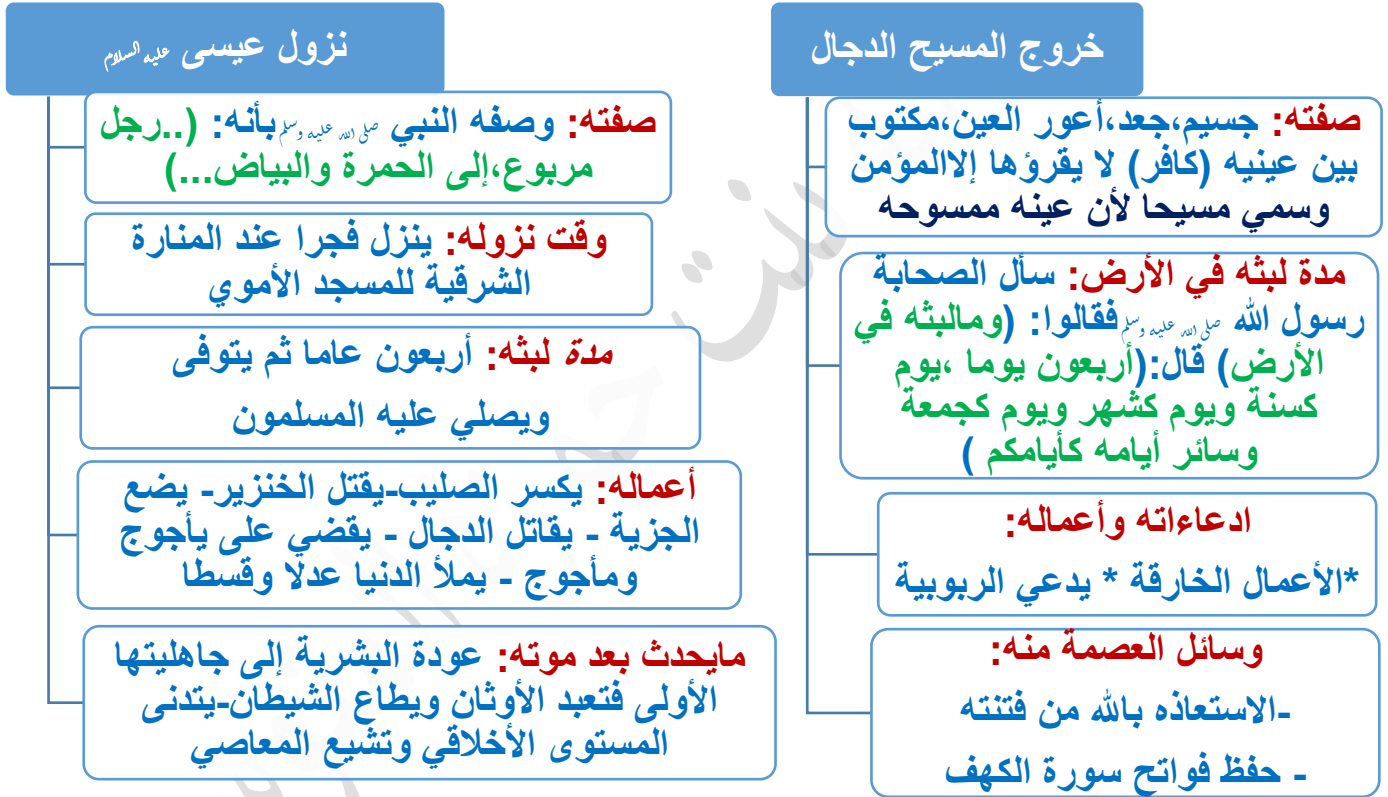 خروج المسيح الدجال
صفته: جسيم،جعد،أعور العين،مكتوب
بين عينيه (كافر) لا يقرؤها إلاالمؤمن
وسمي مسيحا لأن عينه ممسوحه
مدة لبثه في الأرض: سأل الصحابة
رسول الله صلى الله عليه وسلم فقالوا: (ومالبثه في
الأرض) قال:(أربعون يوما ،يوم
كسنة ويوم كشهر ويوم كجمعة
وسائر أيامه كأيامكم )
ادعاءاته وأعماله:
*الأعمال الخارقة * يدعي الربوبية
وسائل العصمة منه:
-الاستعاذه بالله من فتنته
- حفظ فواتح سورة الكهف
نزول عيسى عليه السلام
صفته: وصفه النبي صلى الله عليه وسلم بأنه: (..رجل
مربوع،إلى الحمرة والبياض...)
وقت نزوله: ينزل فجرا عند المنارة
الشرقية للمسجد الأموي
مدة لبثه: أربعون عاما ثم يتوفى
ويصلي عليه المسلمون
أعماله: يكسر الصليب-يقتل الخنزير- يضع
الجزية - يقاتل الدجال - يقضي على يأجوج
ومأجوج - يملأ الدنيا عدلا وقسطا
مايحدث بعد موته: عودة البشرية إلى جاهليتها
الأولى فتعبد الأوثان ويطاع الشيطان-يتدنى
المستوى الأخلاقي وتشيع المعاصي